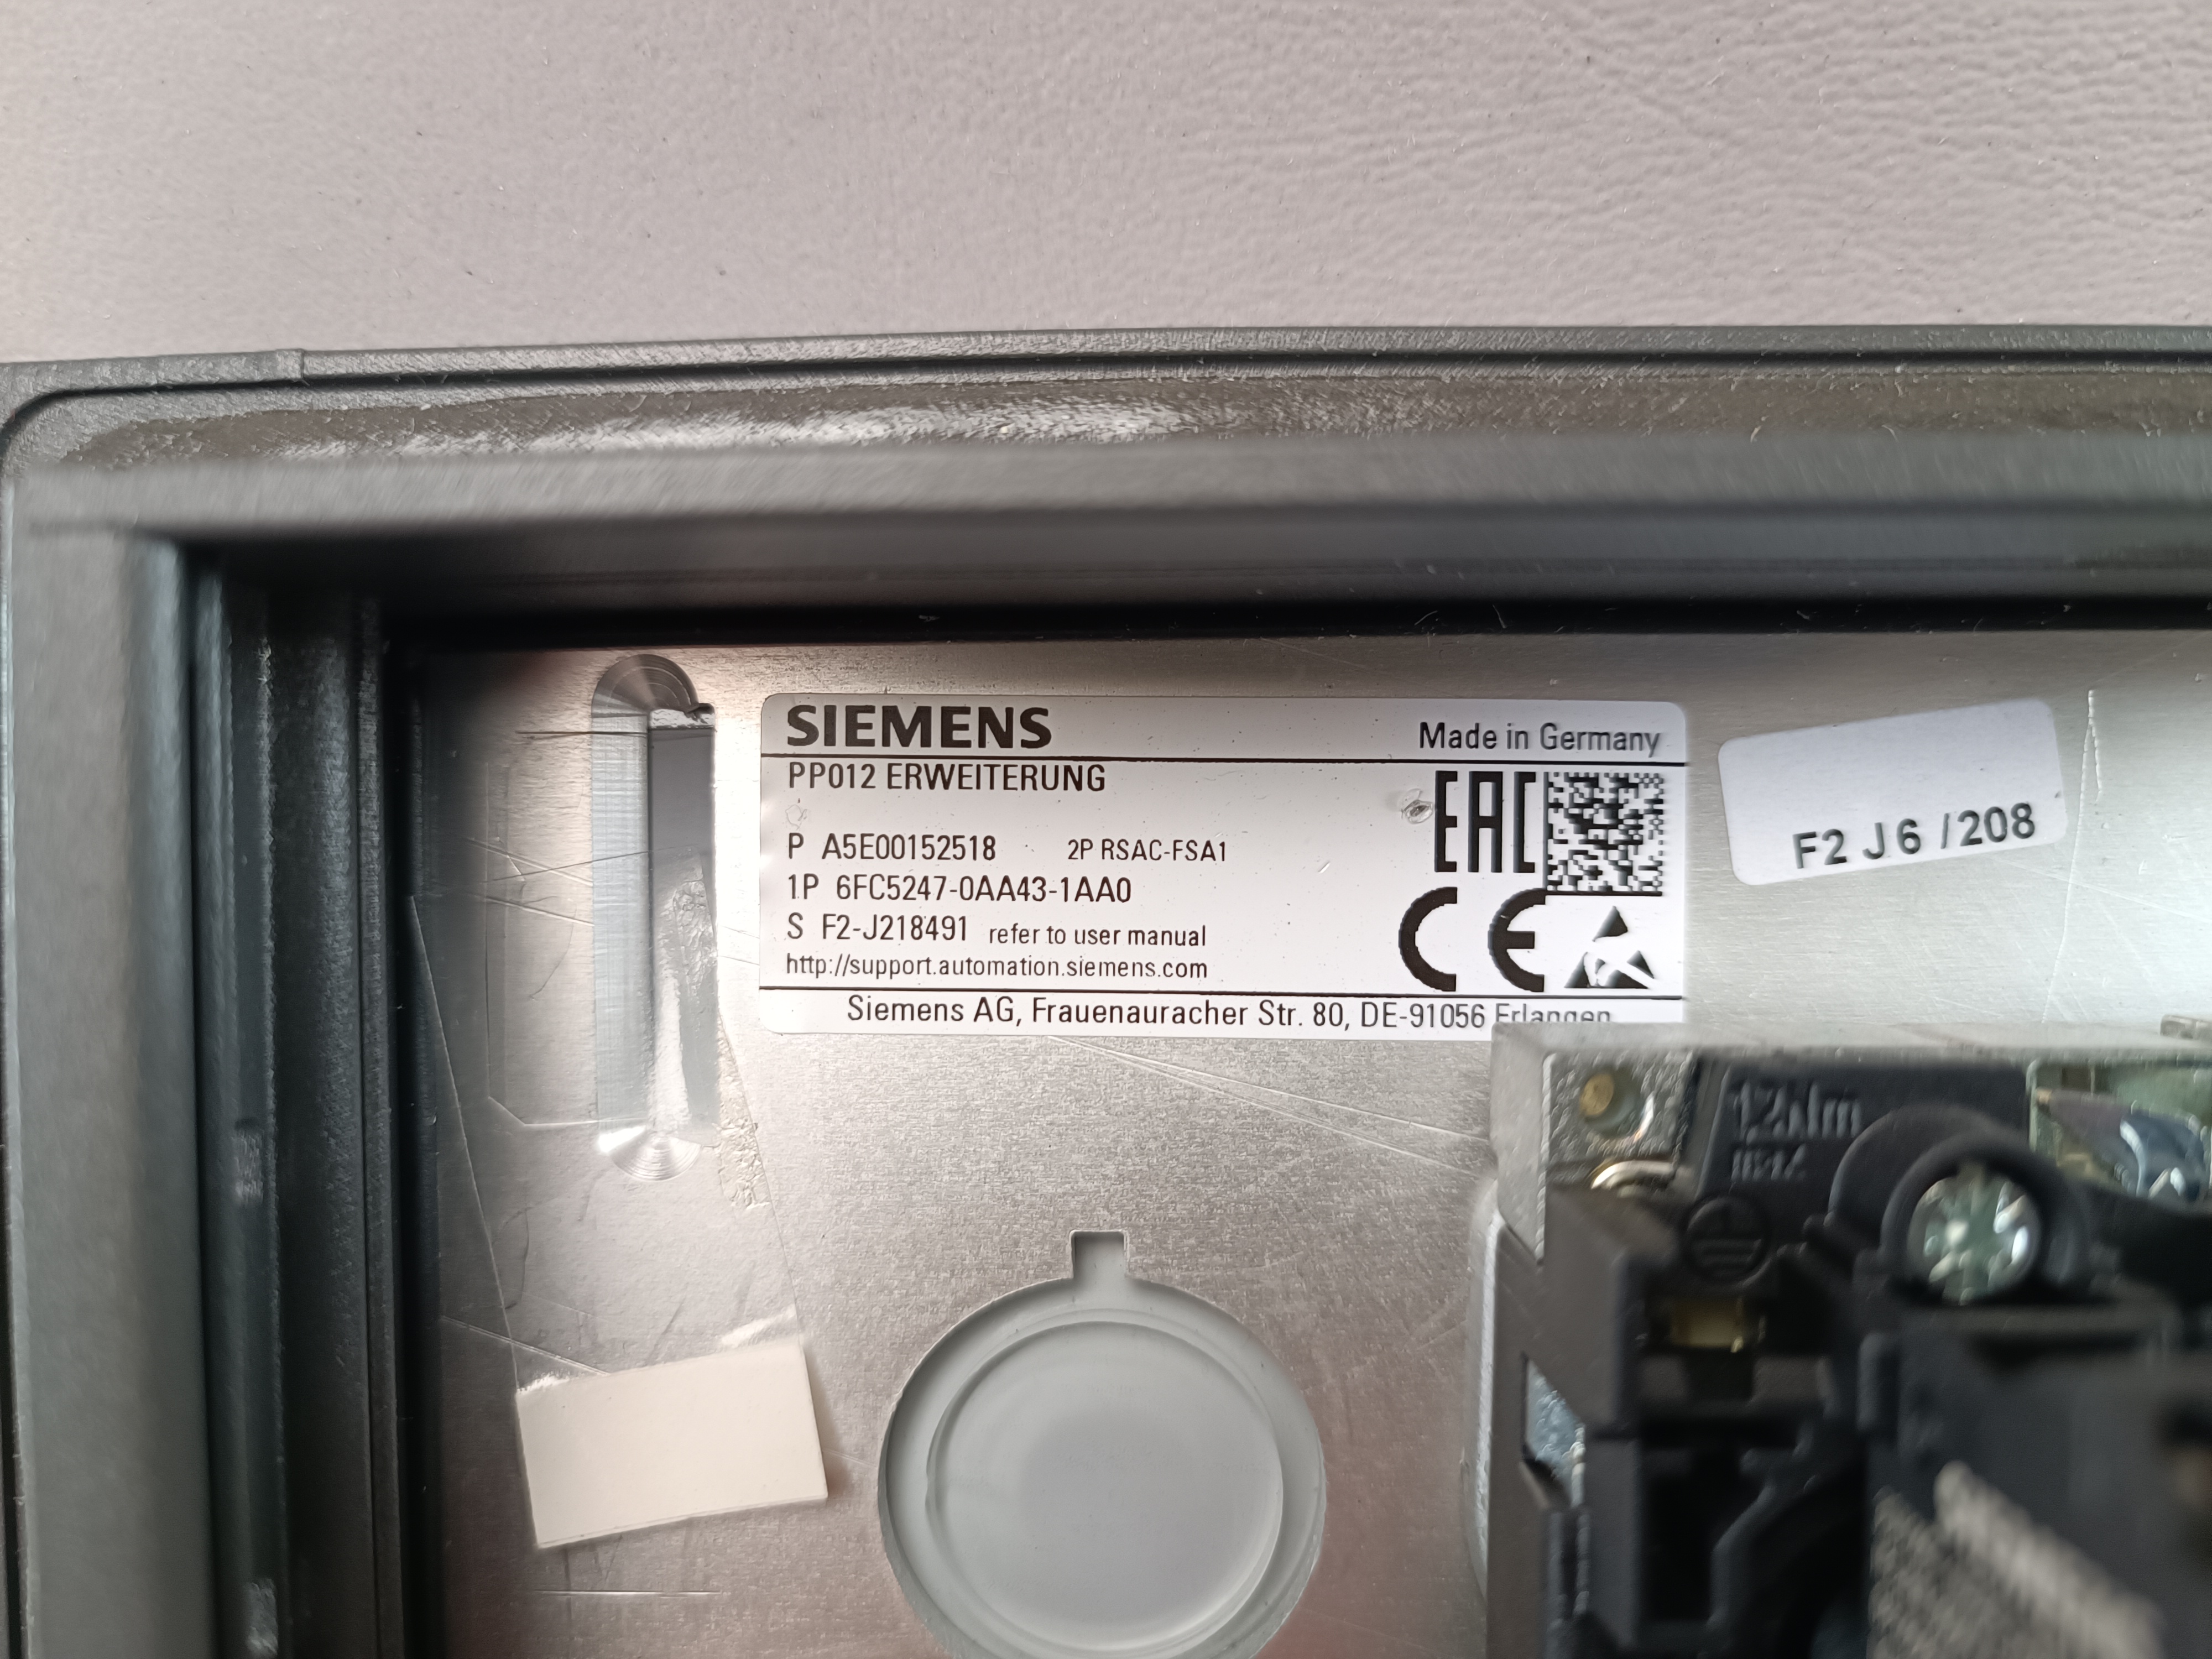 SIEMENS Made in Germany
PP012 ERWEITERUNG
EAC
P A5E00152518 2P RSAC-FSA1
1P 6FC5247-0AA43-1AA0
S F2-J218491 refer to user manual
CE
http://support.automation.siemens.com
Siemens AG, Frauenauracher Str. 80, DE-91056 Erlangen
F2 J6 /208